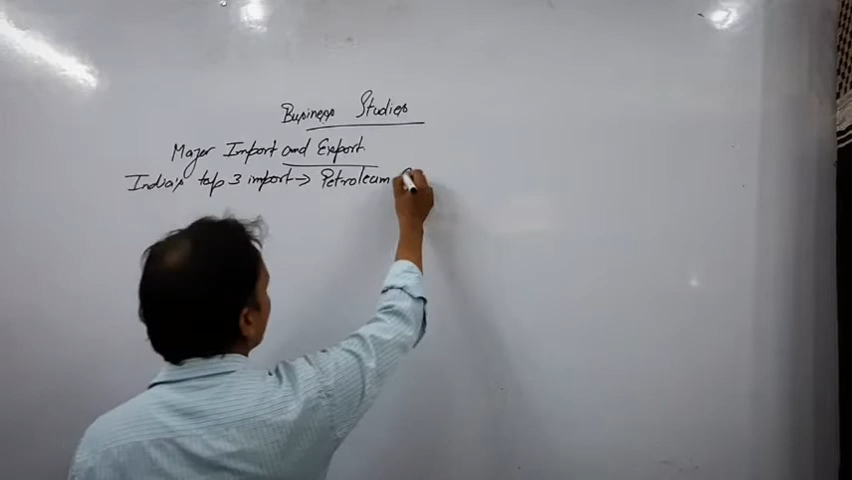 Business Studies
Major Import and Export
India's top 3 import → Petroleum